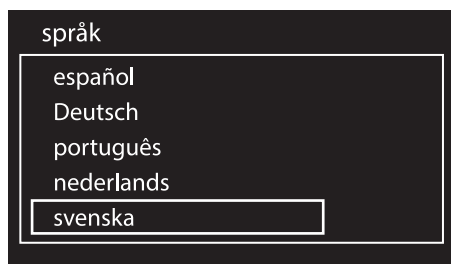 språk
español
Deutsch
português
nederlands
svenska